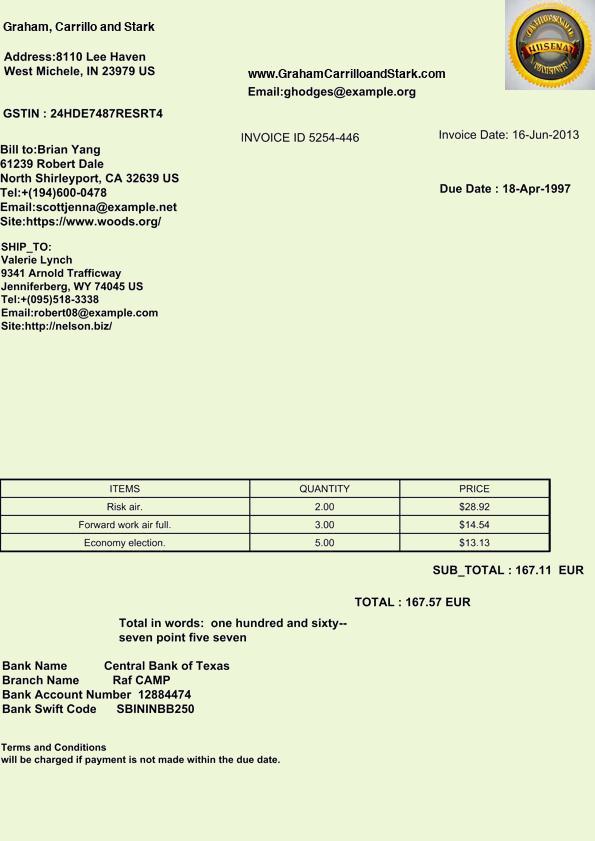 Graham, Carrillo and Stark
Address:8110 Lee Haven
West Michele, IN 23979 US
www.GrahamCarrilloandStark.com
Email:ghodges@example.org
GSTIN : 24HDE7487RESRT4
INVOICE ID 5254-446
Invoice Date: 16-Jun-2013
Due Date : 18-Apr-1997
Bill to:Brian Yang
61239 Robert Dale
North Shirleyport, CA 32639 US
Tel:+(194)600-0478
Email:scottjenna@example.net
Site:https://www.woods.org/
SHIP_TO:
Valerie Lynch
9341 Arnold Trafficway
Jenniferberg, WY 74045 US
Tel:+(095)518-3338
Email:robert08@example.com
Site:http://nelson.biz/
ITEMS QUANTITY PRICE
Risk air. 2.00 $28.92
Forward work air full. 3.00 $14.54
Economy election. 5.00 $13.13
SUB_TOTAL : 167.11 EUR
TOTAL : 167.57 EUR
Total in words: one hundred and sixty--
seven point five seven
Bank Name Central Bank of Texas
Branch Name Raf CAMP
Bank Account Number 12884474
Bank Swift Code SBININBB250
Terms and Conditions
will be charged if payment is not made within the due date.